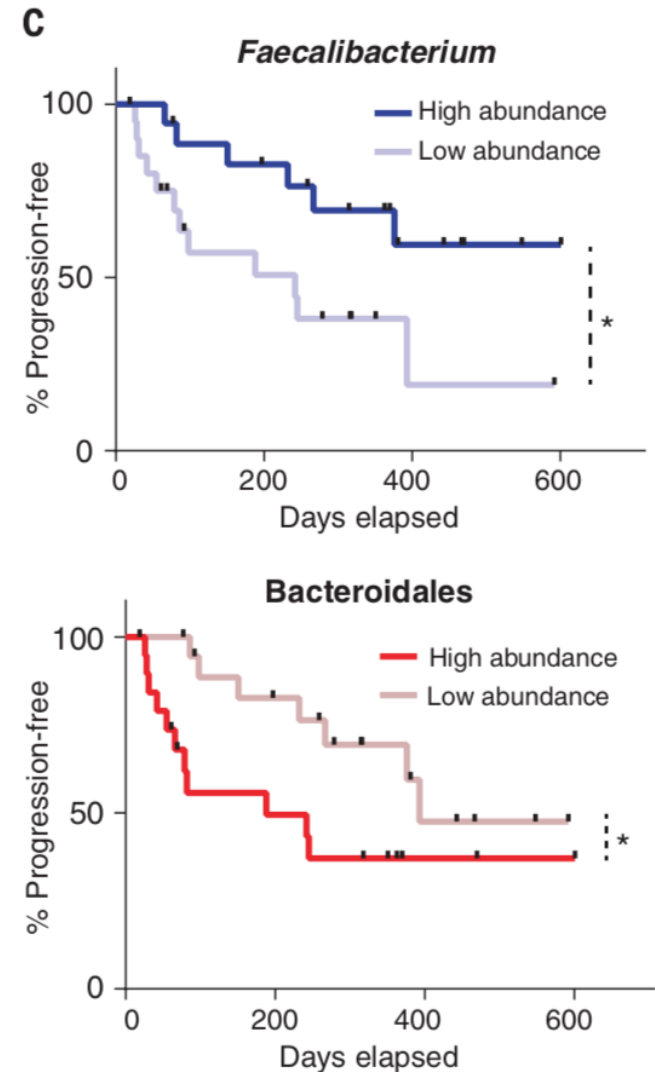 C
Faecalibacterium
High abundance
Low abundance
% Progression-free
100
50
0
*
0 200 400 600
Days elapsed
Bacteroidales
High abundance
Low abundance
% Progression-free
100
50
0
*
0 200 400 600
Days elapsed